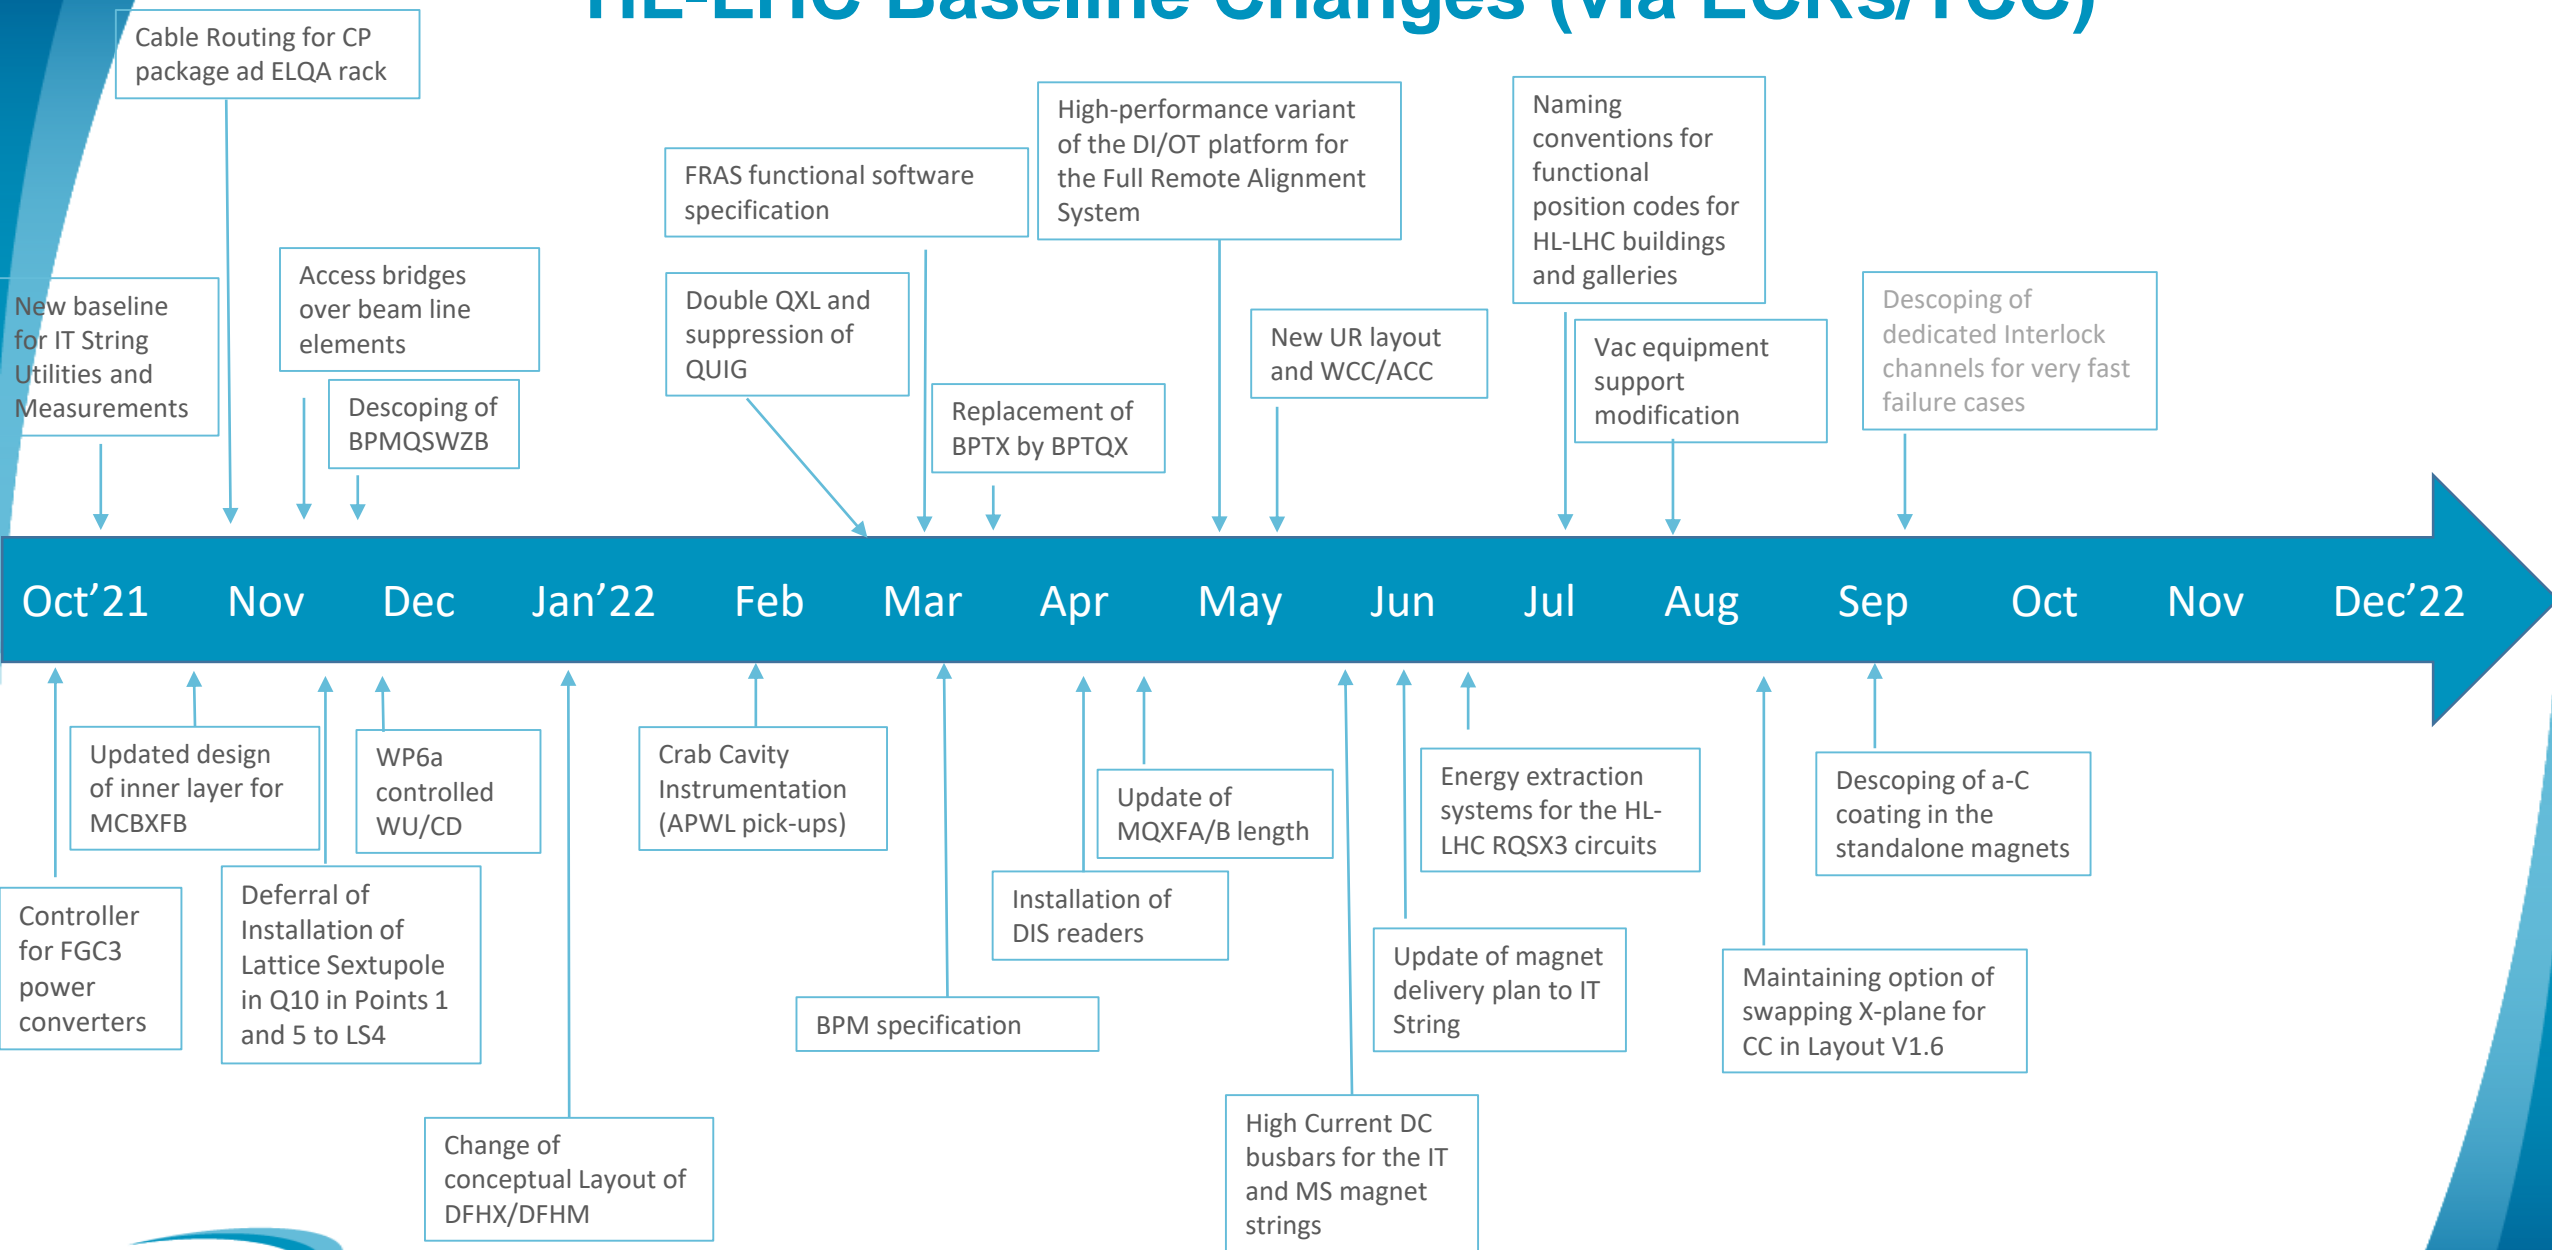 HL-LHC Baseline Changes (via ECRs/TCC)
Cable Routing for CP
package ad ELQA rack
New baseline
for IT String
Utilities and
Measurements
Access bridges
over beam line
elements
Descoping of
BPMQSWZB
FRAS functional software
specification
Double QXL and
suppression of
QUIG
Replacement of
BPTX by BPTQX
High-performance variant
of the DI/OT platform for
the Full Remote Alignment
System
New UR layout
and WCC/ACC
Naming
conventions for
functional
position codes for
HL-LHC buildings
and galleries
Vac equipment
support
modification
Descoping of
dedicated Interlock
channels for very fast
failure cases
Oct’21 Nov Dec Jan’22 Feb Mar Apr May Jun Jul Aug Sep Oct Nov Dec’22
Controller
for FGC3
power
converters
Updated design
of inner layer for
MCBXFB
Deferral of
Installation of
Lattice Sextupole
in Q10 in Points 1
and 5 to LS4
WP6a
controlled
WU/CD
Change of
conceptual Layout of
DFHX/DFHM
Crab Cavity
Instrumentation
(APWL pick-ups)
BPM specification
Installation of
DIS readers
Update of
MQXFA/B length
High Current DC
busbars for the IT
and MS magnet
strings
Update of magnet
delivery plan to IT
String
Energy extraction
systems for the HL-
LHC RQSX3 circuits
Maintaining option of
swapping X-plane for
CC in Layout V1.6
Descoping of a-C
coating in the
standalone magnets